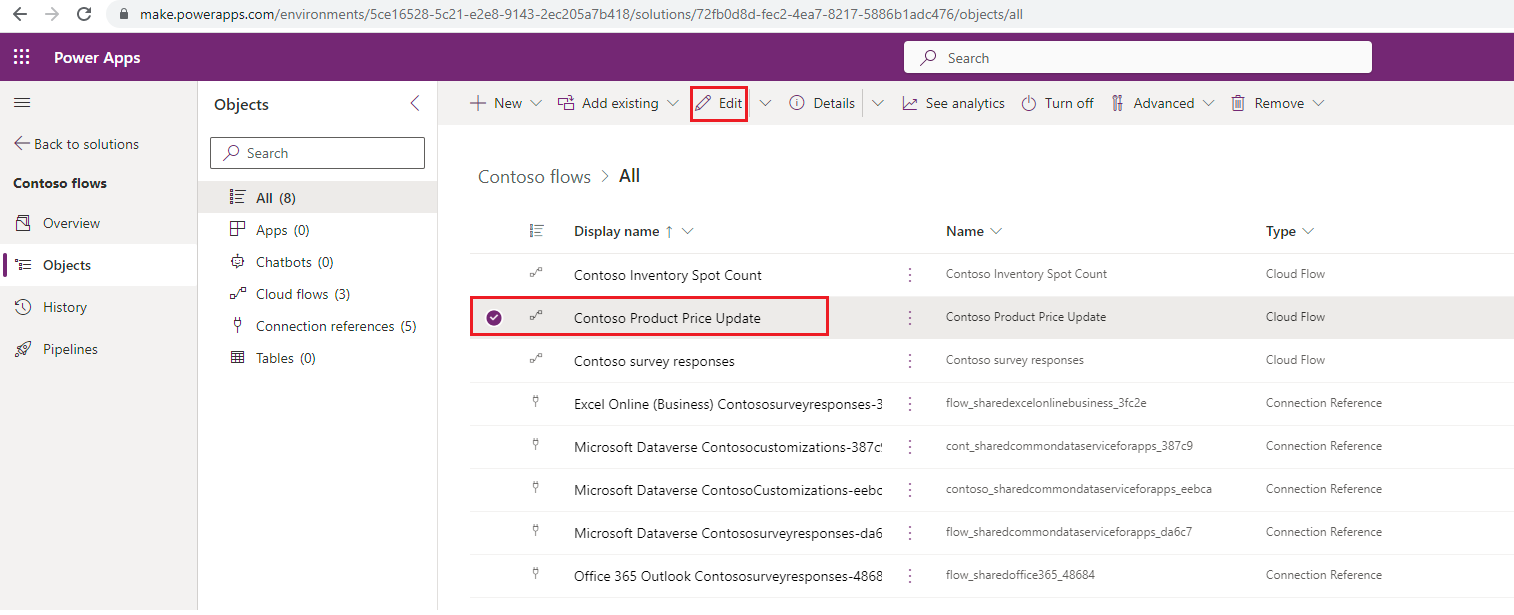 make.powerapps.com/environments/5ce16528-5c21-e2e8-9143-2ec205a7b418/solutions/72fb0d8d-fec2-4ea7-8217-5886b1adc476/objects/all
Power Apps
Search
Back to solutions
Contoso flows
Overview
Objects
History
Pipelines
Objects
Search
All (8)
Apps (0)
Chatbots (0)
Cloud flows (3)
Connection references (5)
Tables (0)
New Add existing Edit Details See analytics Turn off Advanced Remove
Contoso flows > All
Display name ↑ Name Type
Contoso Inventory Spot Count Contoso Inventory Spot Count Cloud Flow
Contoso Product Price Update Contoso Product Price Update Cloud Flow
Contoso survey responses Contoso survey responses Cloud Flow
Excel Online (Business) Contososurveyresponses-3 flow_sharedexcelonlinebusiness_3fc2e Connection Reference
Microsoft Dataverse Contosocustomizations-387c9 cont_sharedcommondataserviceforapps_387c9 Connection Reference
Microsoft Dataverse ContosoCustomizations-eebc contoso_sharedcommondataserviceforapps_eebca Connection Reference
Microsoft Dataverse Contososurveyresponses-da6 flow_sharedcommondataserviceforapps_da6c7 Connection Reference
Office 365 Outlook Contososurveyresponses-4868 flow_sharedoffice365_48684 Connection Reference